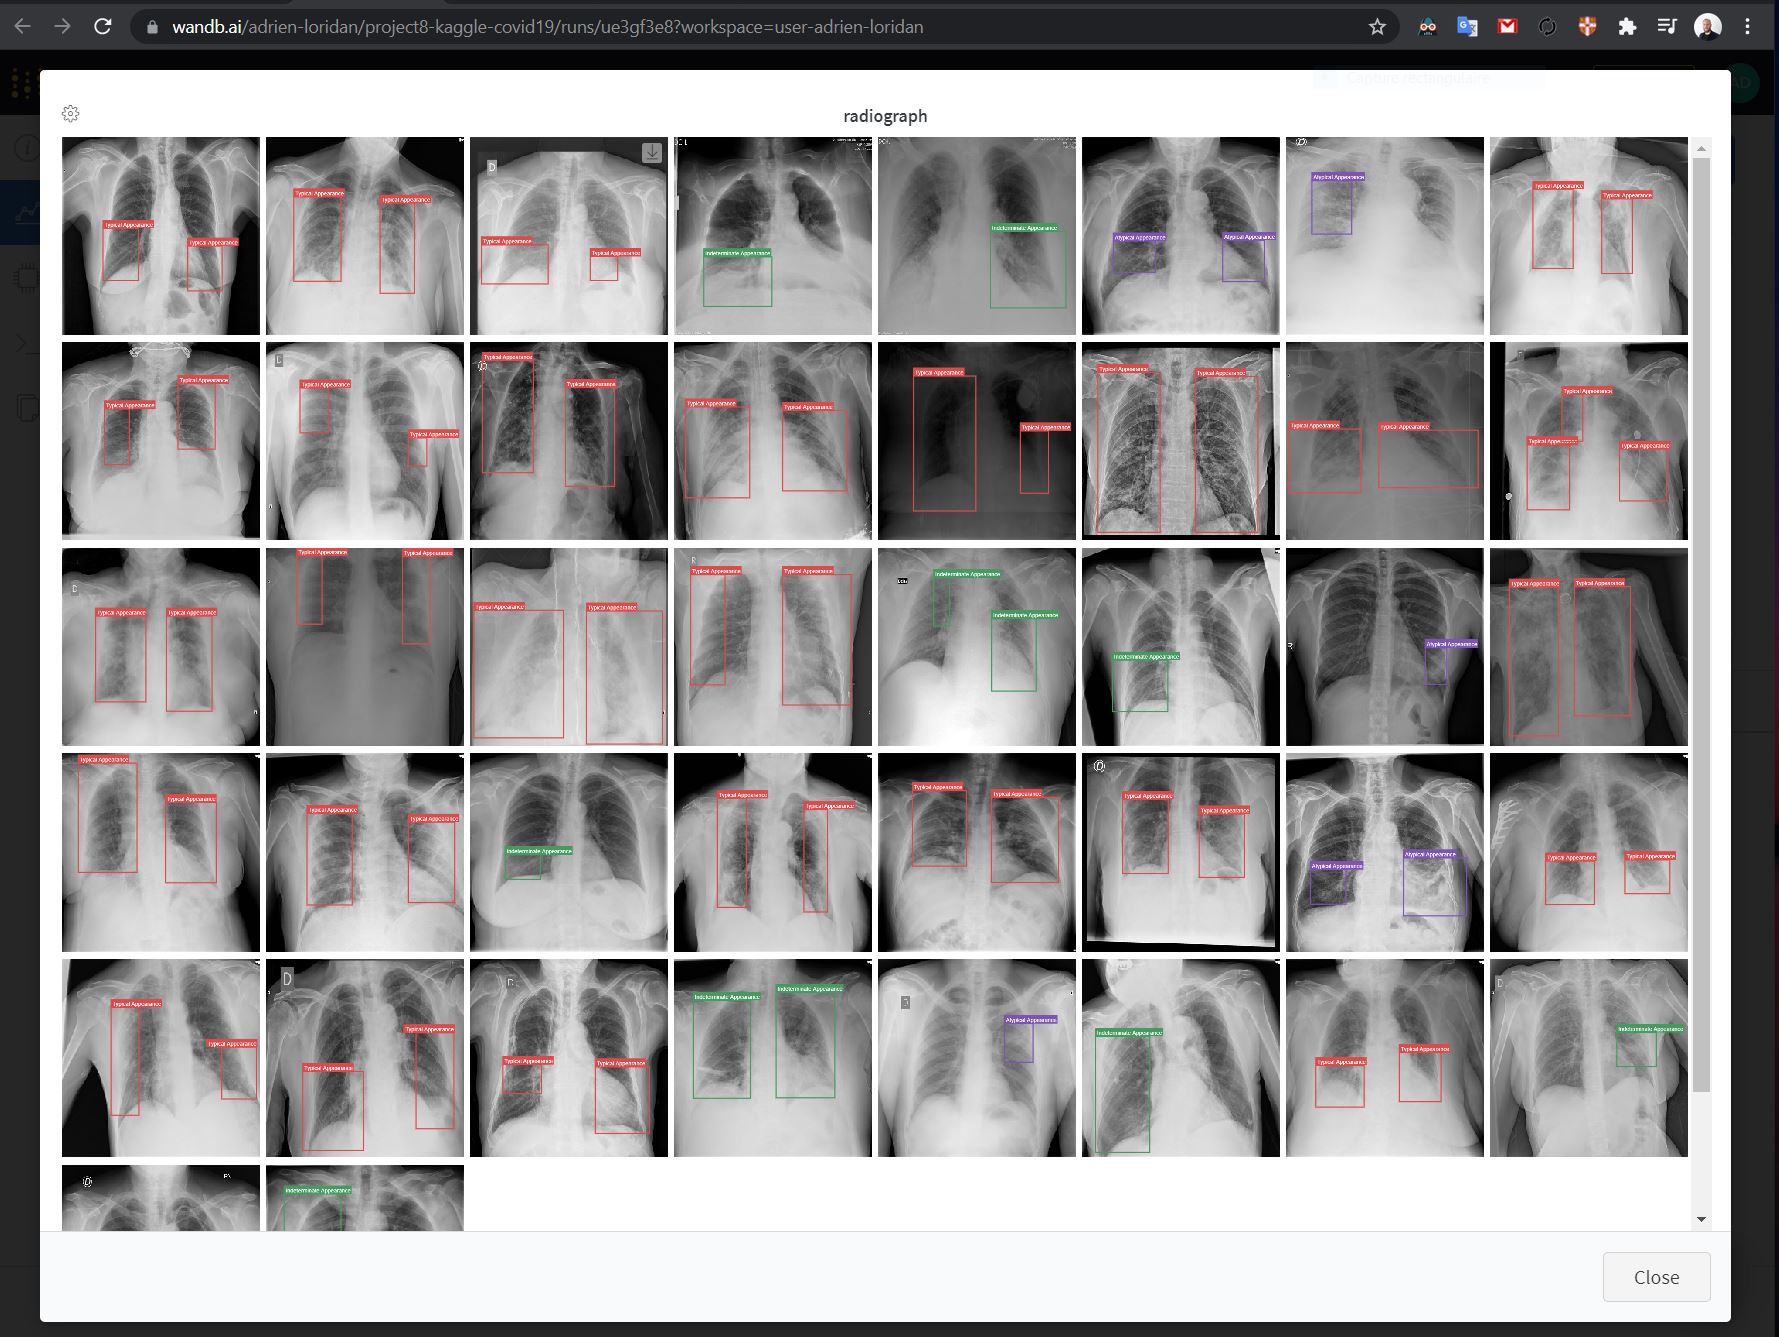 wandb.ai/adrien-loridan/project8-kaggle-covid19/runs/ue3gf3e8?workspace=user-adrien-loridan
Capture rectangulaire
radiograph
D
Typical Appearance Typical Appearance
Typical Appearance Typical Appearance
Typical Appearance Typical Appearance
Indeterminate Appearance
Indeterminate Appearance
Atypical Appearance Atypical Appearance
Atypical Appearance
Typical Appearance Typical Appearance
Typical Appearance Typical Appearance
Typical Appearance Typical Appearance
Typical Appearance Typical Appearance
Typical Appearance Typical Appearance
Typical Appearance Typical Appearance
Typical Appearance Typical Appearance
Typical Appearance Typical Appearance
Typical Appearance Typical Appearance Typical Appearance
Typical Appearance Typical Appearance
Typical Appearance Typical Appearance
Typical Appearance Typical Appearance
R
Typical Appearance Typical Appearance
Indeterminate Appearance Indeterminate Appearance
Indeterminate Appearance
R
Atypical Appearance
Typical Appearance Typical Appearance
Typical Appearance Typical Appearance
Typical Appearance Typical Appearance
Indeterminate Appearance
Typical Appearance Typical Appearance
Typical Appearance Typical Appearance
Typical Appearance Typical Appearance
Atypical Appearance Atypical Appearance
Typical Appearance Typical Appearance
Typical Appearance Typical Appearance
D
Typical Appearance Typical Appearance
D
Typical Appearance Typical Appearance
Indeterminate Appearance Indeterminate Appearance
Atypical Appearance
Indeterminate Appearance
Typical Appearance Typical Appearance
D
Indeterminate Appearance
Indeterminate Appearance
Close